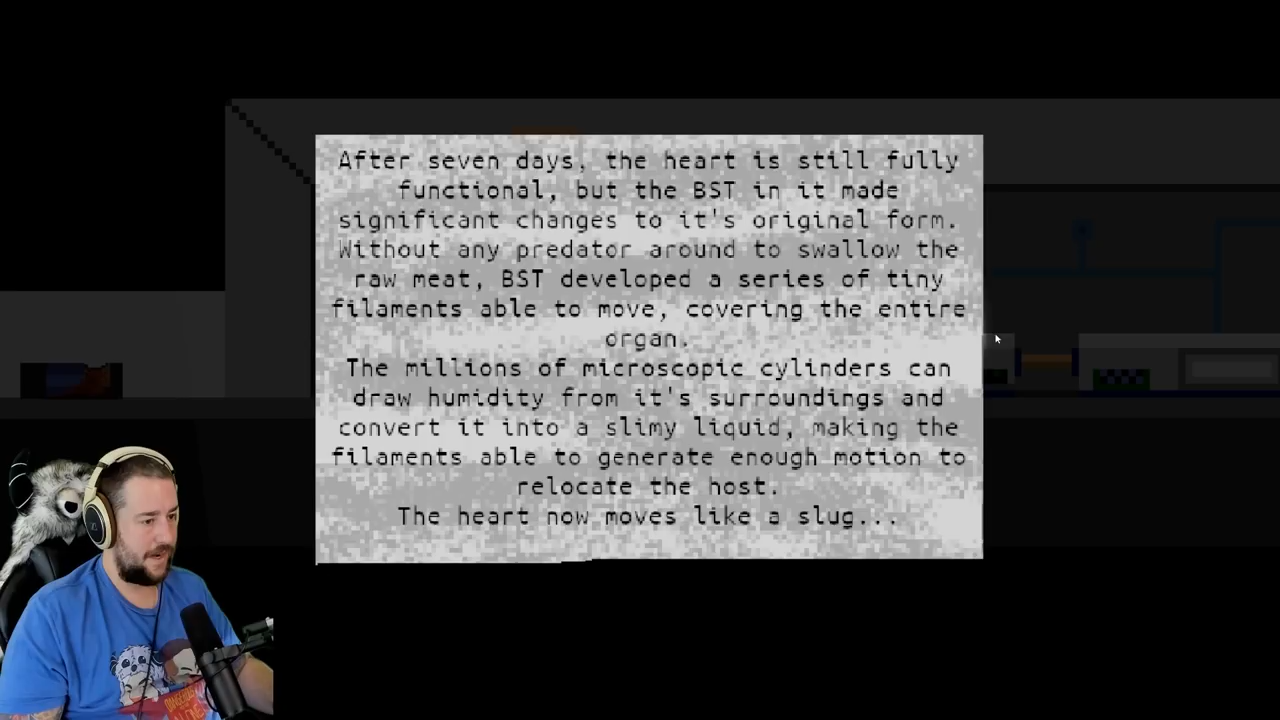 After seven days, the heart is still fully
functional, but the BST in it made
significant changes to it's original form.
Without any predator around to swallow the
raw meat, BST developed a series of tiny
filaments able to move, covering the entire
organ.
The millions of microscopic cylinders can
draw humidity from it's surroundings and
convert it into a slimy liquid, making the
filaments able to generate enough motion to
relocate the host.
The heart now moves like a slug...